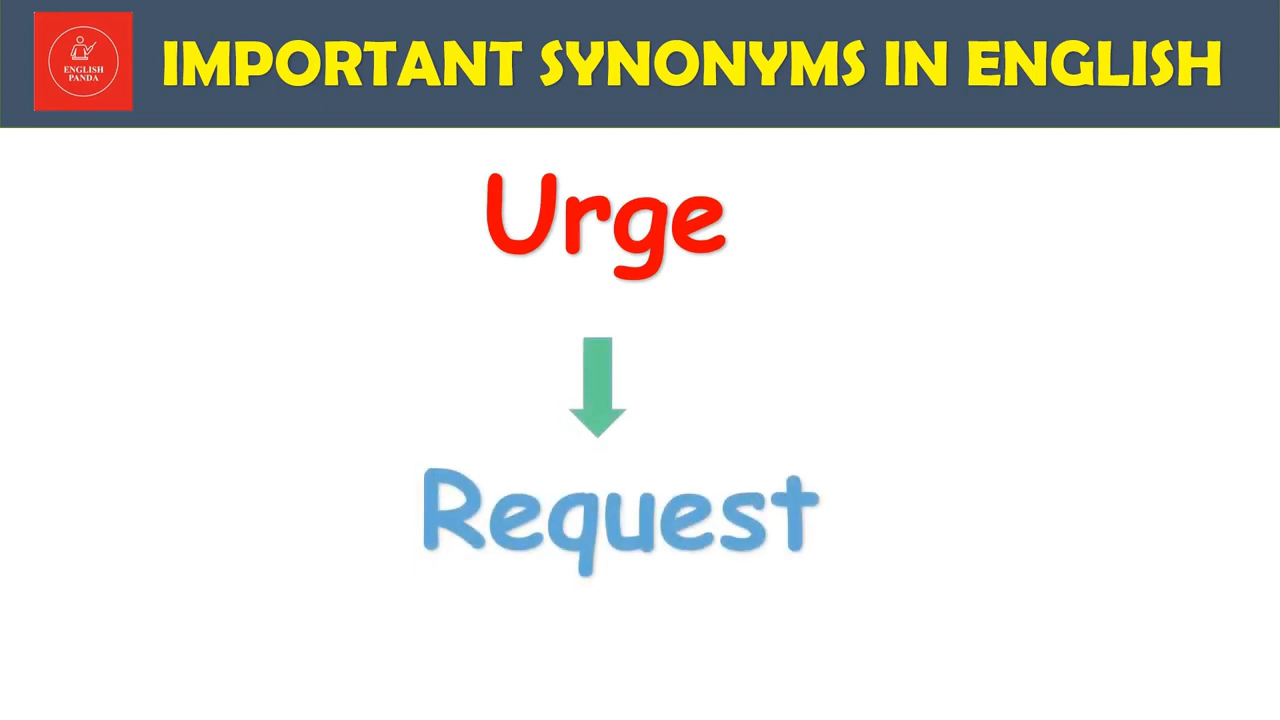 ENGLISH
PANDA
IMPORTANT SYNONYMS IN ENGLISH
Urge
Request